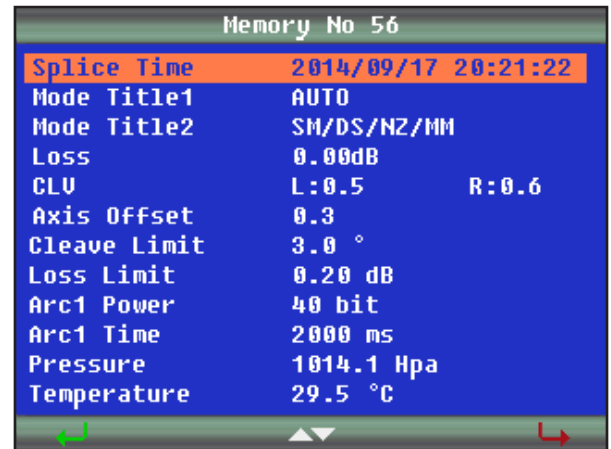 Memory No 56
Splice Time 2014/09/17 20:21:22
Mode Title1 AUTO
Mode Title2 SM/DS/NZ/MM
Loss 0.00dB
CLV L:0.5 R:0.6
Axis Offset 0.3
Cleave Limit 3.0 °
Loss Limit 0.20 dB
Arc1 Power 40 bit
Arc1 Time 2000 ms
Pressure 1014.1 Hpa
Temperature 29.5 °C